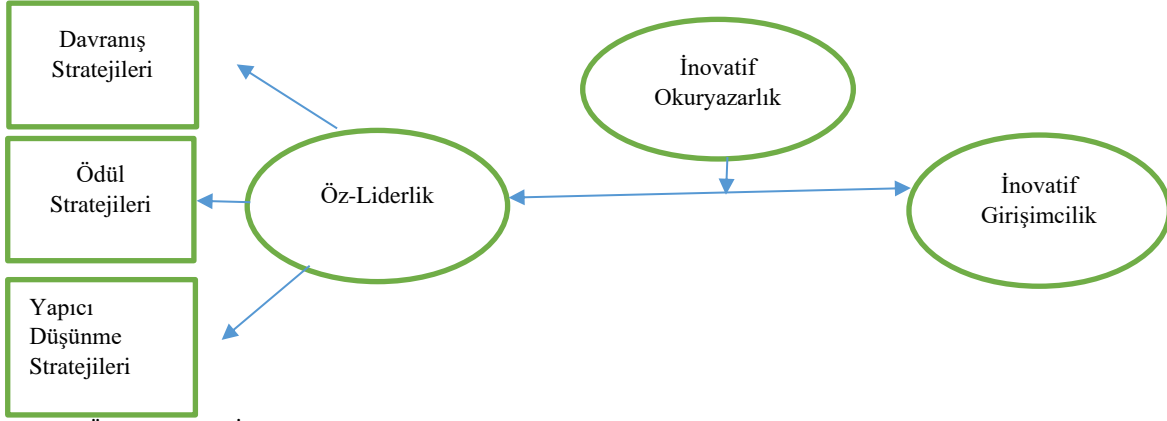 Davranış
Stratejileri
İnovatif
Okuryazarlık
Ödül
Stratejileri
Öz-Liderlik
İnovatif
Girişimcilik
Yapıcı
Düşünme
Stratejileri